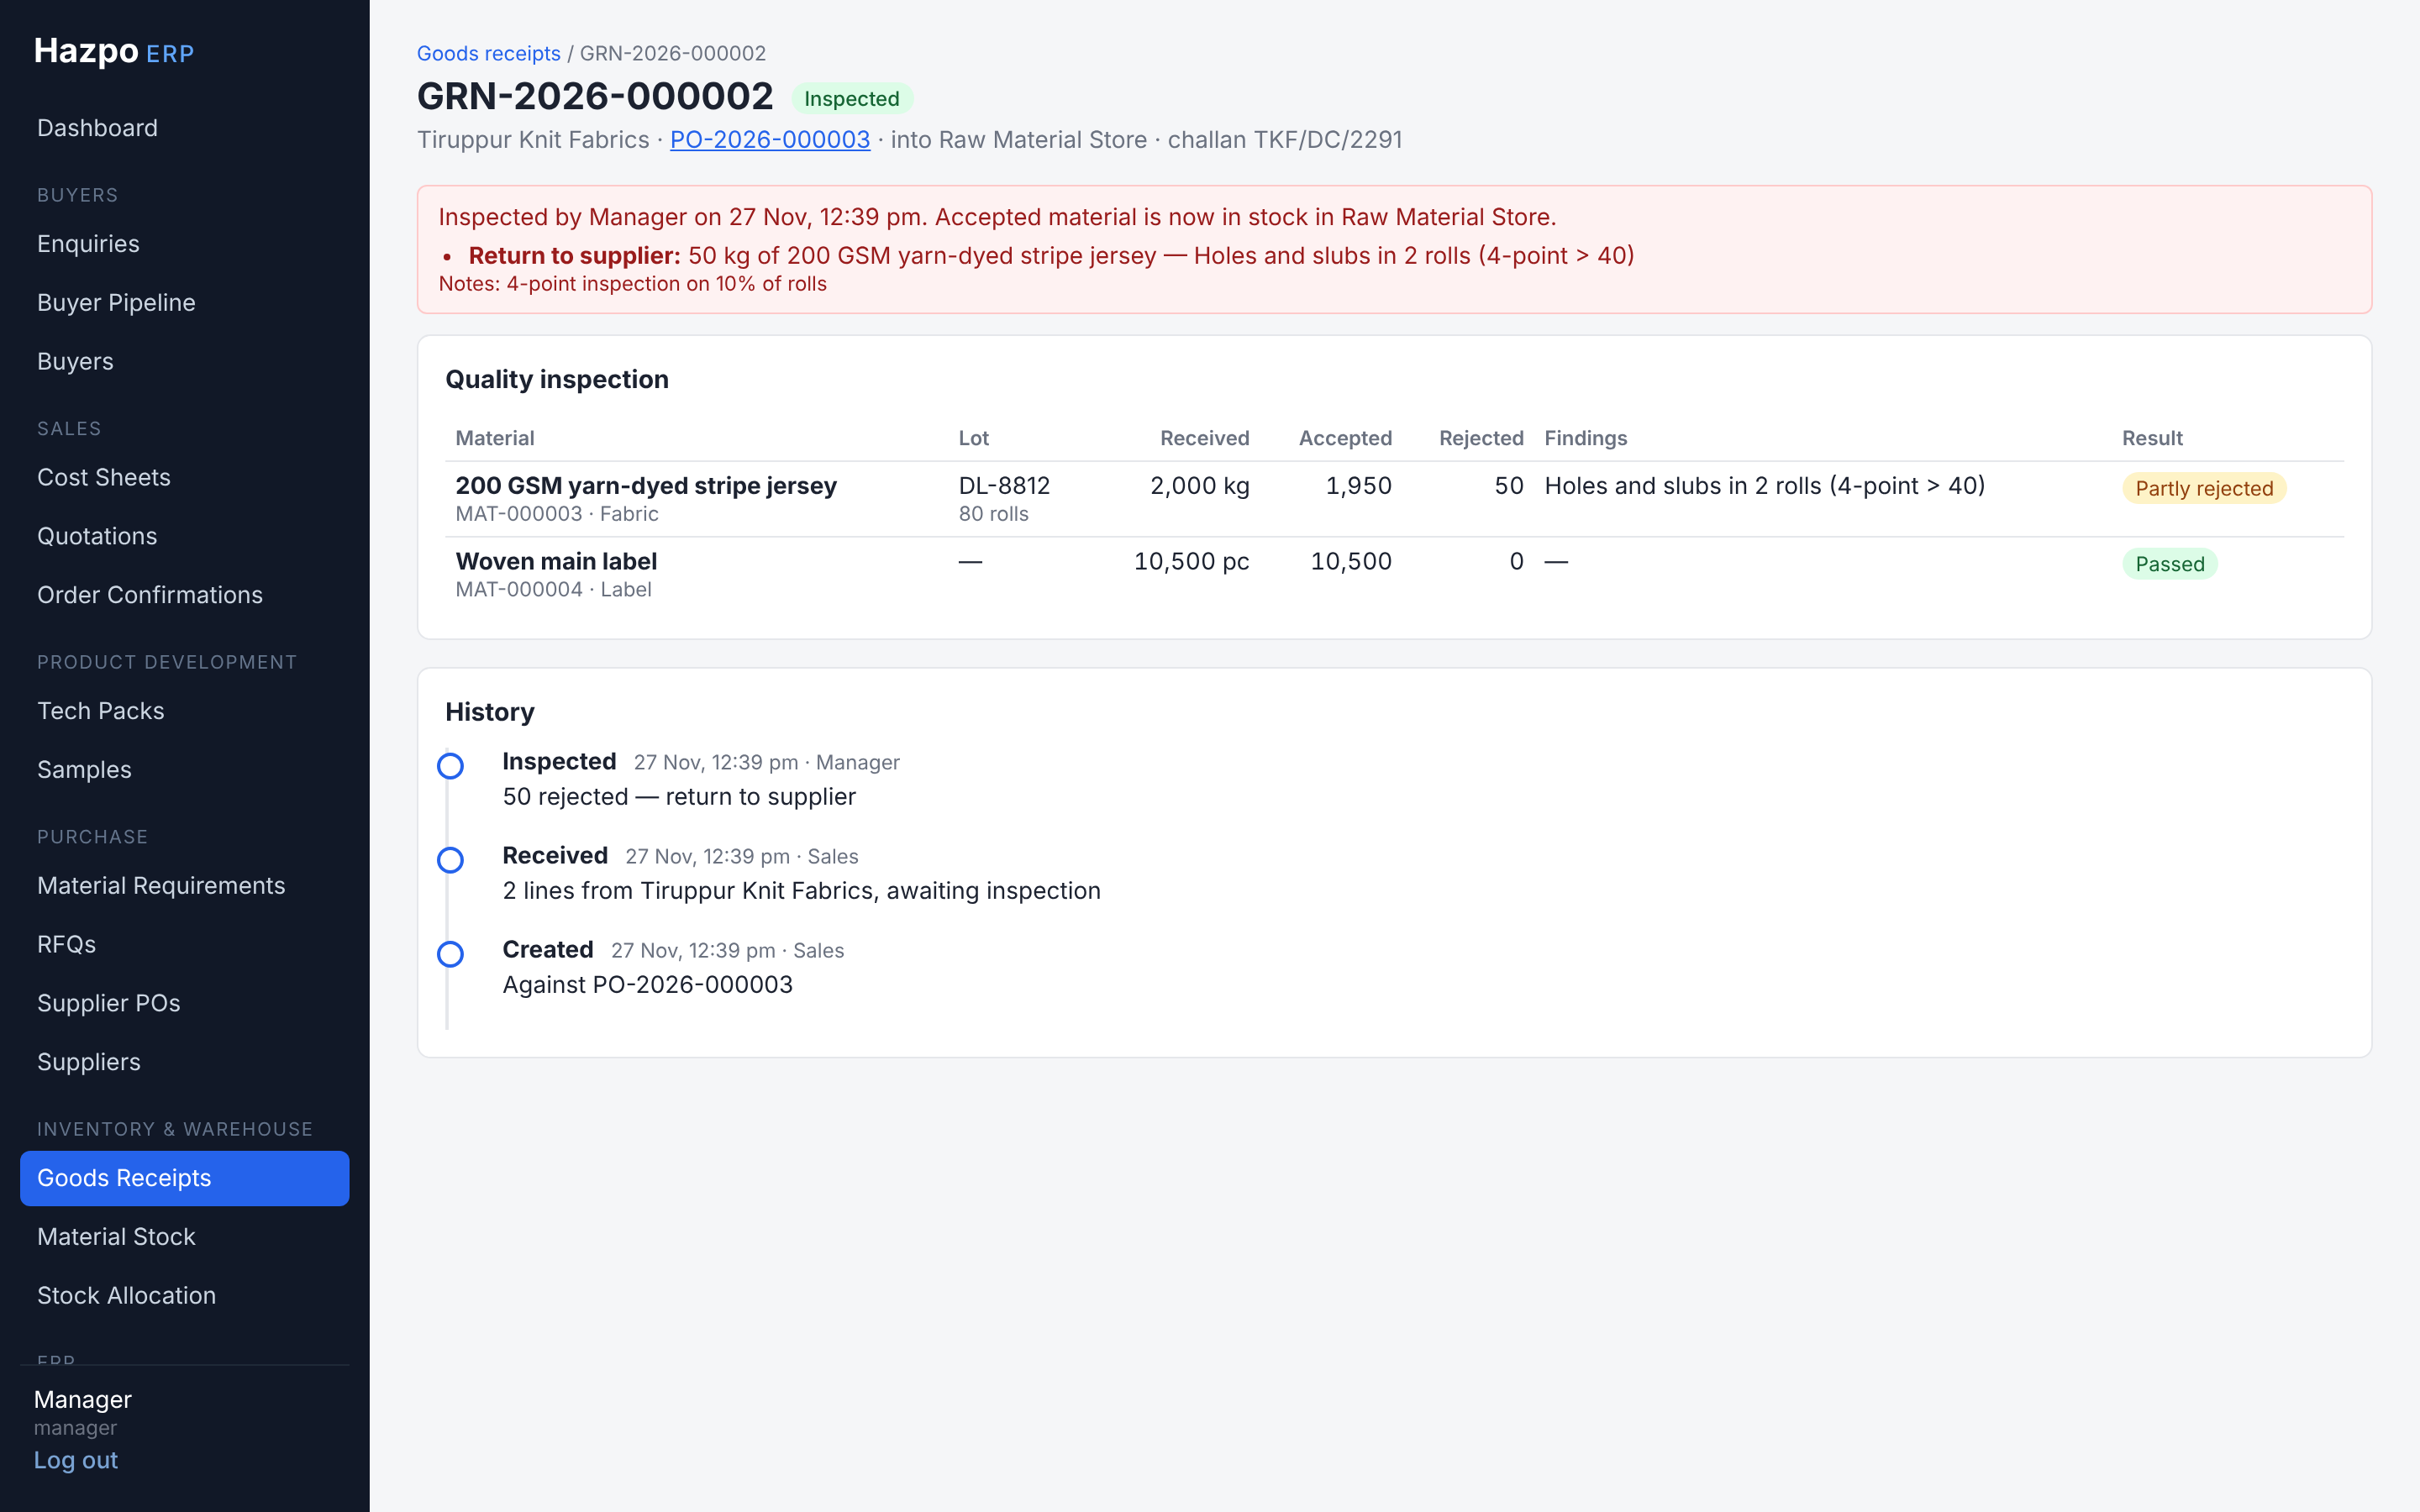 Hazpo ERP
Dashboard
BUYERS
Enquiries
Buyer Pipeline
Buyers
SALES
Cost Sheets
Quotations
Order Confirmations
PRODUCT DEVELOPMENT
Tech Packs
Samples
PURCHASE
Material Requirements
RFQs
Supplier POs
Suppliers
INVENTORY & WAREHOUSE
Goods Receipts
Material Stock
Stock Allocation
ERP
Manager
manager
Log out
Goods receipts / GRN-2026-000002
GRN-2026-000002 Inspected
Tiruppur Knit Fabrics · PO-2026-000003 · into Raw Material Store · challan TKF/DC/2291
Inspected by Manager on 27 Nov, 12:39 pm. Accepted material is now in stock in Raw Material Store.
• Return to supplier: 50 kg of 200 GSM yarn-dyed stripe jersey — Holes and slubs in 2 rolls (4-point > 40)
Notes: 4-point inspection on 10% of rolls
Quality inspection
Material Lot Received Accepted Rejected Findings Result
200 GSM yarn-dyed stripe jersey DL-8812 2,000 kg 1,950 50 Holes and slubs in 2 rolls (4-point > 40) Partly rejected
MAT-000003 · Fabric 80 rolls
Woven main label — 10,500 pc 10,500 0 — Passed
MAT-000004 · Label
History
Inspected 27 Nov, 12:39 pm · Manager
50 rejected — return to supplier
Received 27 Nov, 12:39 pm · Sales
2 lines from Tiruppur Knit Fabrics, awaiting inspection
Created 27 Nov, 12:39 pm · Sales
Against PO-2026-000003